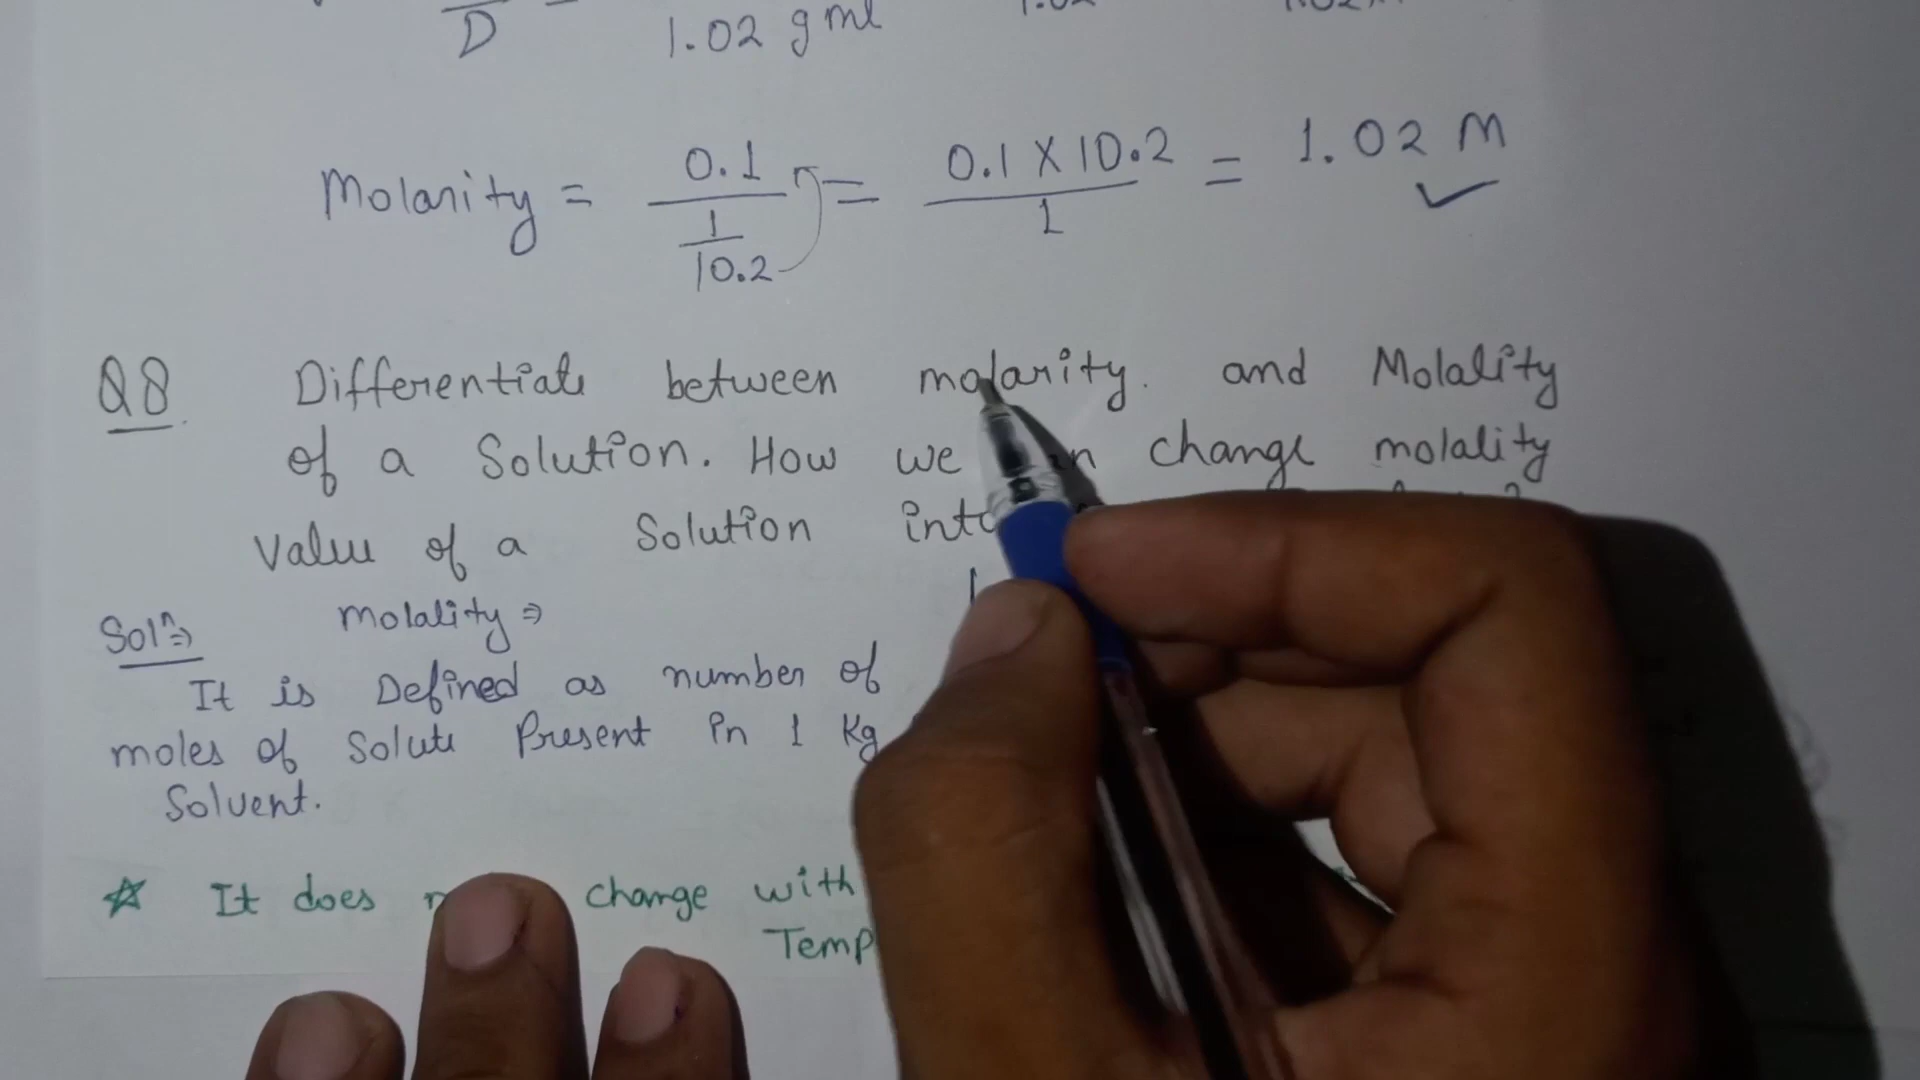 D
1.02 g ml
Molarity = 0.1 / 1/10.2 = 0.1 X 10.2 / 1 = 1.02 M
Q8 Differentiate between molarity. and Molality
of a Solution. How we change molality
Value of a Solution into
Solⁿ⇒ Molality ⇒
It is Defined as number of
moles of Solute Present in 1 Kg
Solvent.
☆ It does change with
Temp